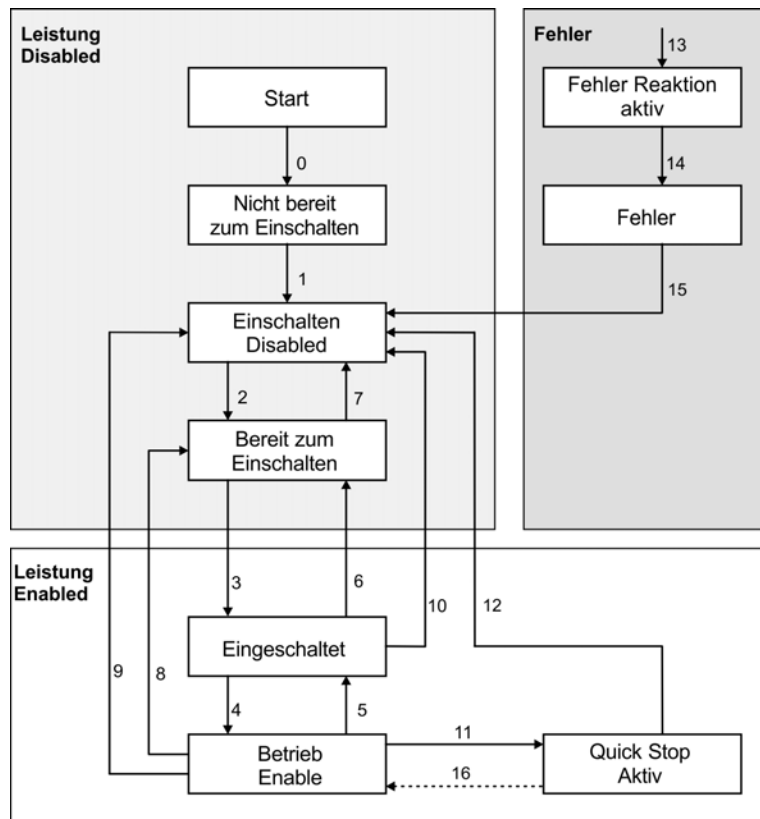 Leistung
Disabled
Start
0
Nicht bereit
zum Einschalten
1
Einschalten
Disabled
2
7
Bereit zum
Einschalten
Fehler
13
Fehler Reaktion
aktiv
14
Fehler
15
Leistung
Enabled
3
6
10
12
Eingeschaltet
9
8
4
5
11
Betrieb
Enable
16
Quick Stop
Aktiv